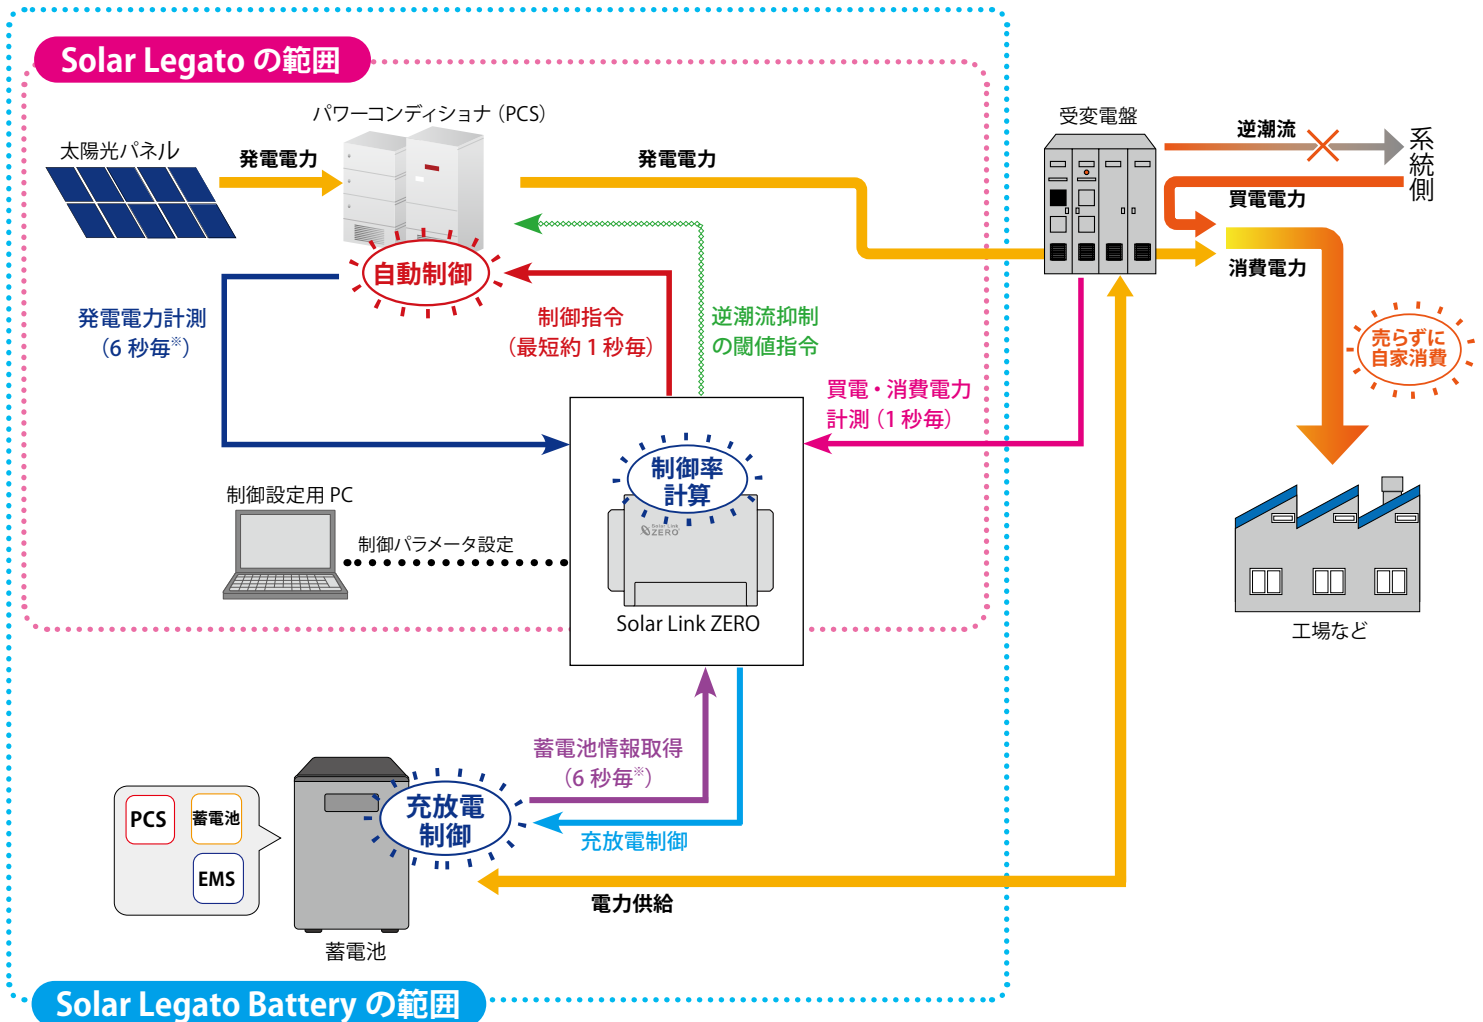 Solar Legato の範囲
パワーコンディショナ（PCS）
太陽光パネル
発電電力
発電電力
受変電盤
逆潮流
系統側
買電電力
消費電力
自動制御
発電電力計測
（6 秒毎※）
制御指令
（最短約 1 秒毎）
逆潮流抑制
の閾値指令
売らずに
自家消費
買電・消費電力
計測（1 秒毎）
制御率
計算
制御設定用 PC
制御パラメータ設定
Solar Link
ZERO
Solar Link ZERO
工場など
蓄電池情報取得
（6 秒毎※）
充放電
制御
充放電制御
PCS
蓄電池
EMS
電力供給
蓄電池
Solar Legato Battery の範囲